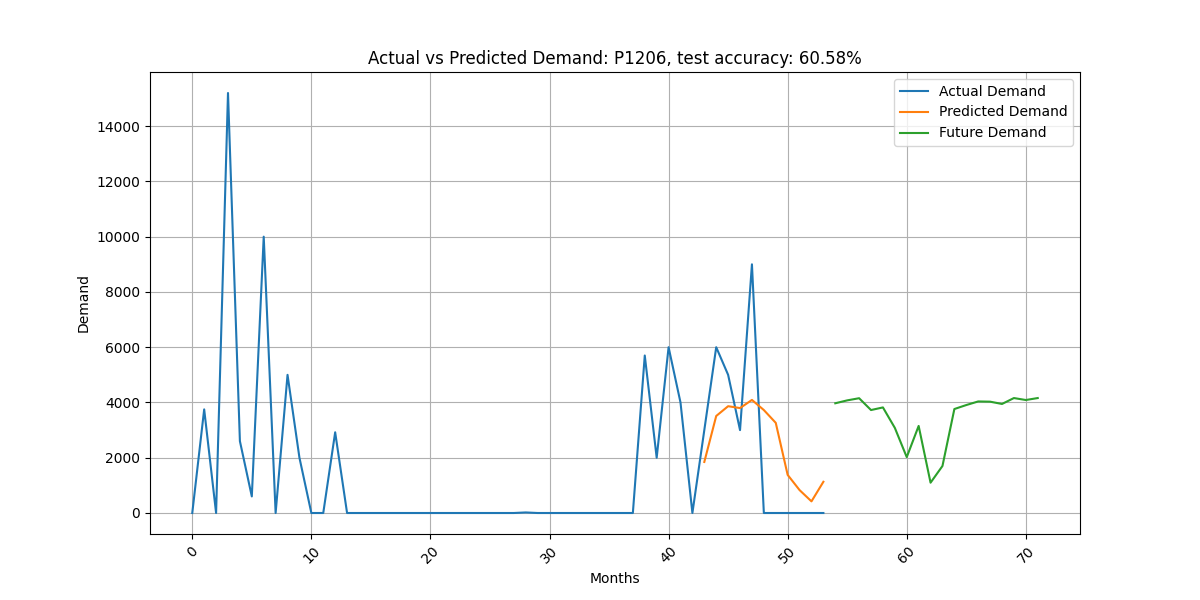 Actual vs Predicted Demand: P1206, test accuracy: 60.58%
Actual Demand
Predicted Demand
Future Demand
14000
12000
10000
8000
6000
4000
2000
0
Demand
0
10
20
30
40
50
60
70
Months